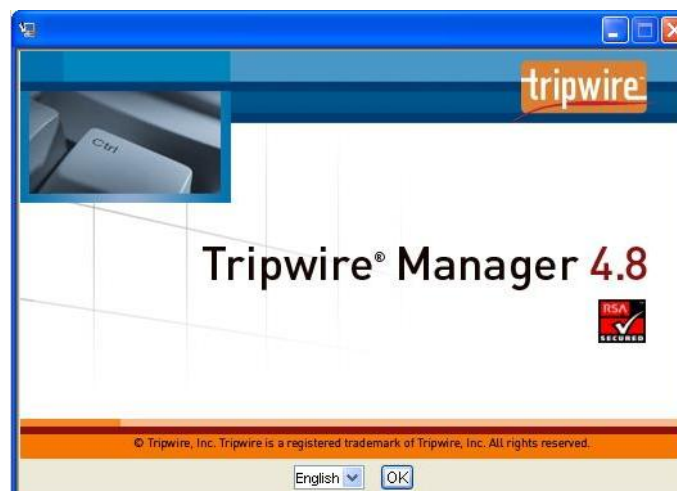 tripwire
Ctrl
Tripwire® Manager 4.8
RSA
SECURED
© Tripwire, Inc. Tripwire is a registered trademark of Tripwire, Inc. All rights reserved.
English OK